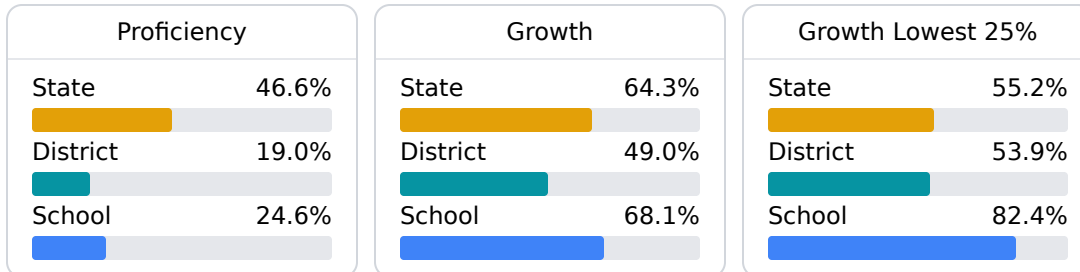 Proficiency
State 46.6%
District 19.0%
School 24.6%
Growth
State 64.3%
District 49.0%
School 68.1%
Growth Lowest 25%
State 55.2%
District 53.9%
School 82.4%